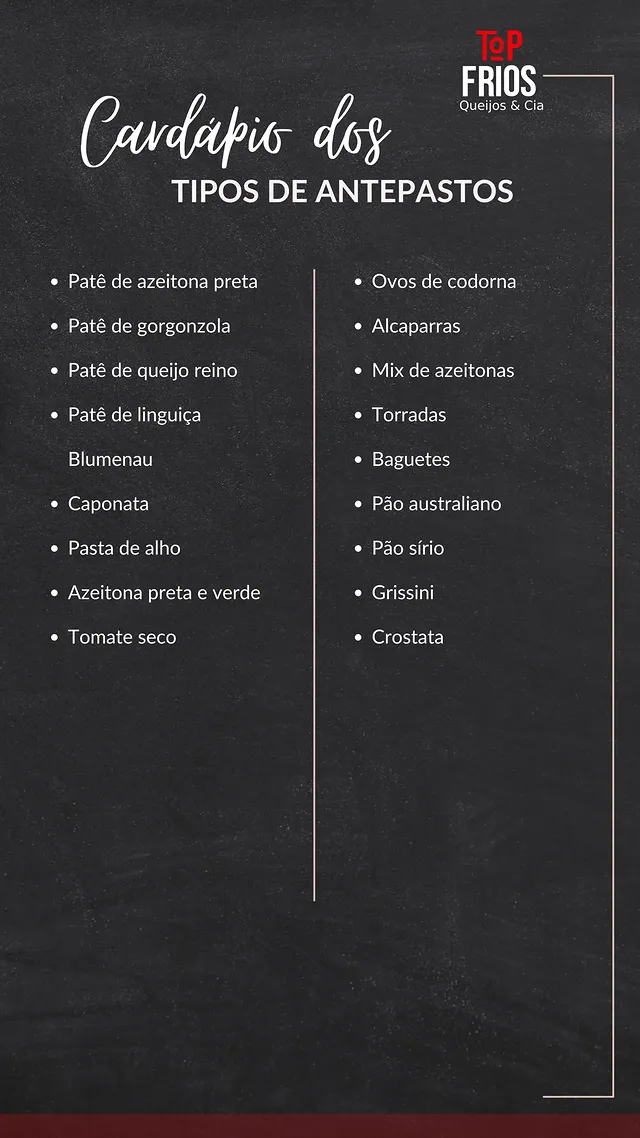 ToP
FRIOS
Queijos & Cia
Cardápio dos
TIPOS DE ANTEPASTOS
• Patê de azeitona preta
• Patê de gorgonzola
• Patê de queijo reino
• Patê de linguiça
Blumenau
• Caponata
• Pasta de alho
• Azeitona preta e verde
• Tomate seco
• Ovos de codorna
• Alcaparras
• Mix de azeitonas
• Torradas
• Baguetes
• Pão australiano
• Pão sírio
• Grissini
• Crostata